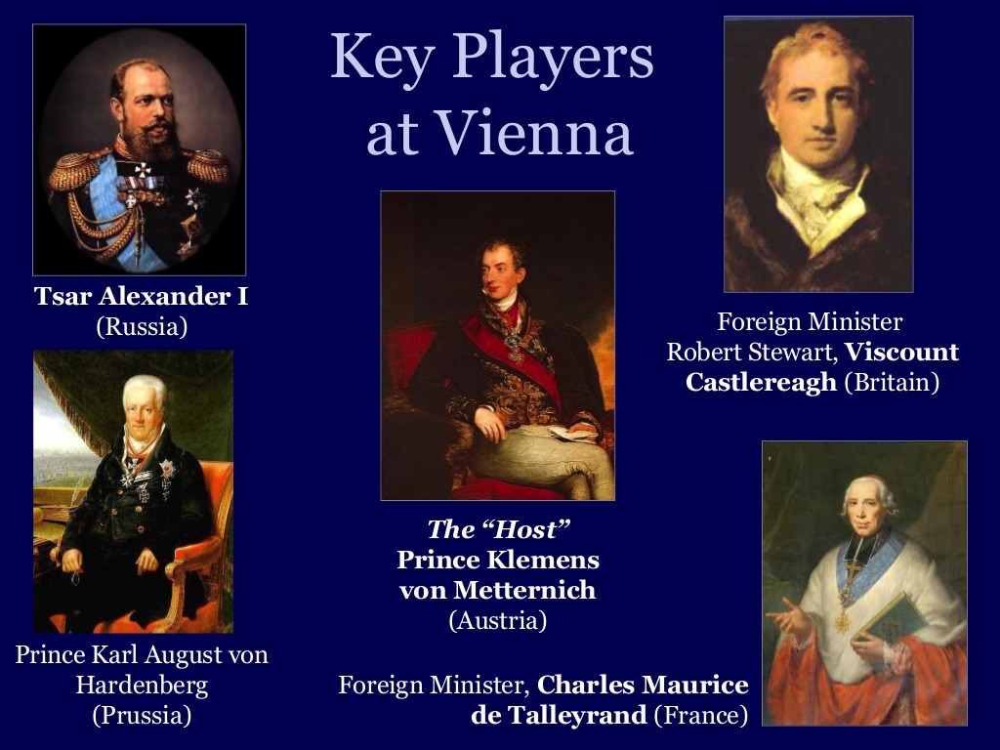 Key Players
at Vienna
Tsar Alexander I
(Russia)
Foreign Minister
Robert Stewart, Viscount
Castlereagh (Britain)
The “Host”
Prince Klemens
von Metternich
(Austria)
Prince Karl August von
Hardenberg
(Prussia)
Foreign Minister, Charles Maurice
de Talleyrand (France)